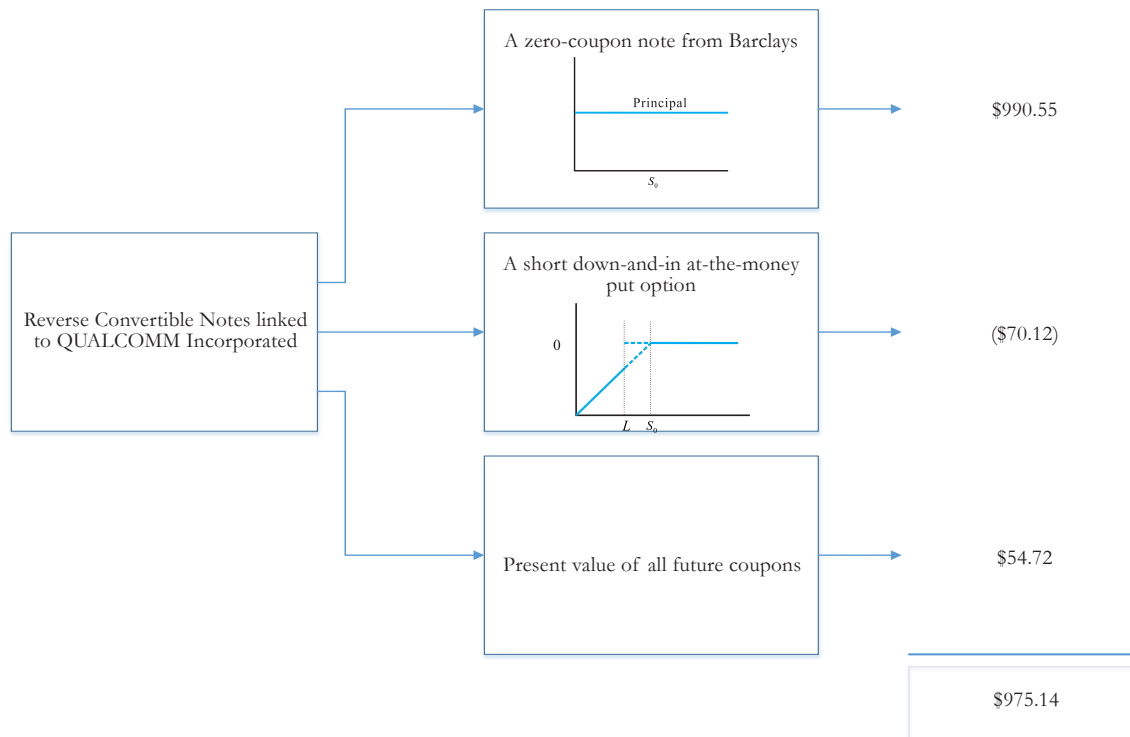 A zero-coupon note from Barclays
Principal
S₀
$990.55
Reverse Convertible Notes linked
to QUALCOMM Incorporated
A short down-and-in at-the-money
put option
0
L S₀
($70.12)
Present value of all future coupons
$54.72
$975.14